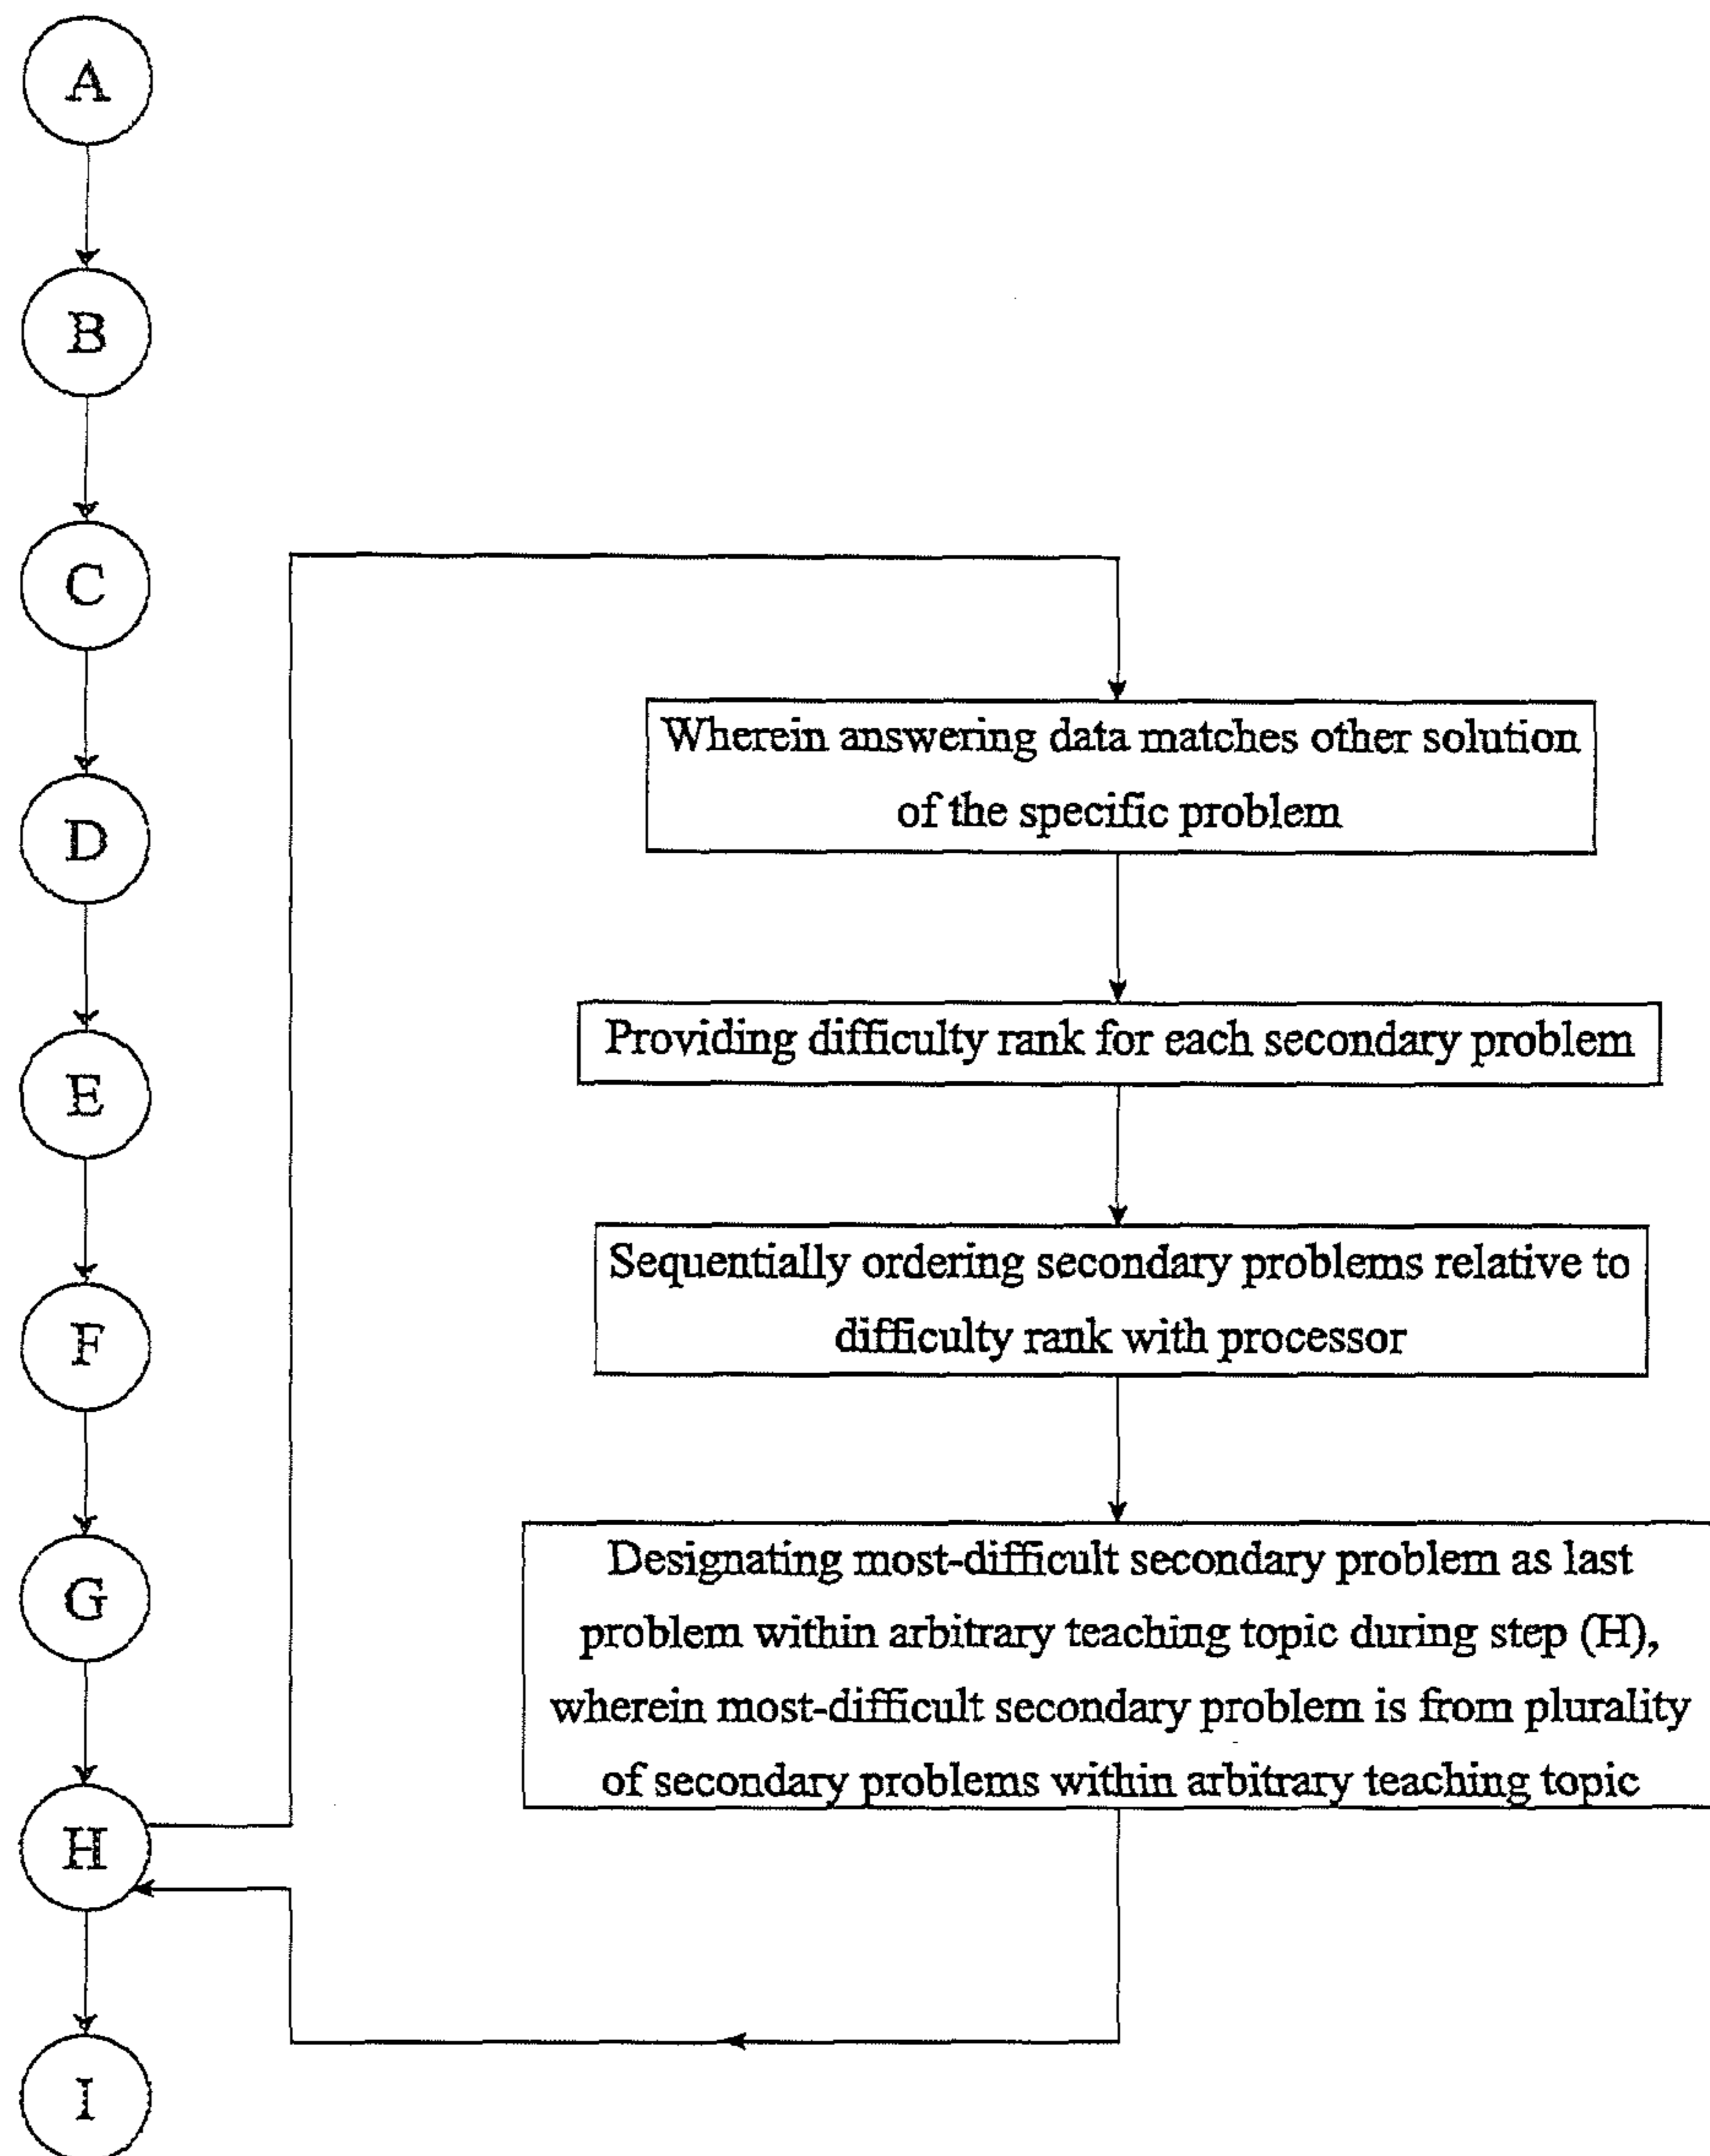 A
B
C
D
E
F
G
H
I
Wherein answering data matches other solution
of the specific problem
Providing difficulty rank for each secondary problem
Sequentially ordering secondary problems relative to
difficulty rank with processor
Designating most-difficult secondary problem as last
problem within arbitrary teaching topic during step (H),
wherein most-difficult secondary problem is from plurality
of secondary problems within arbitrary teaching topic